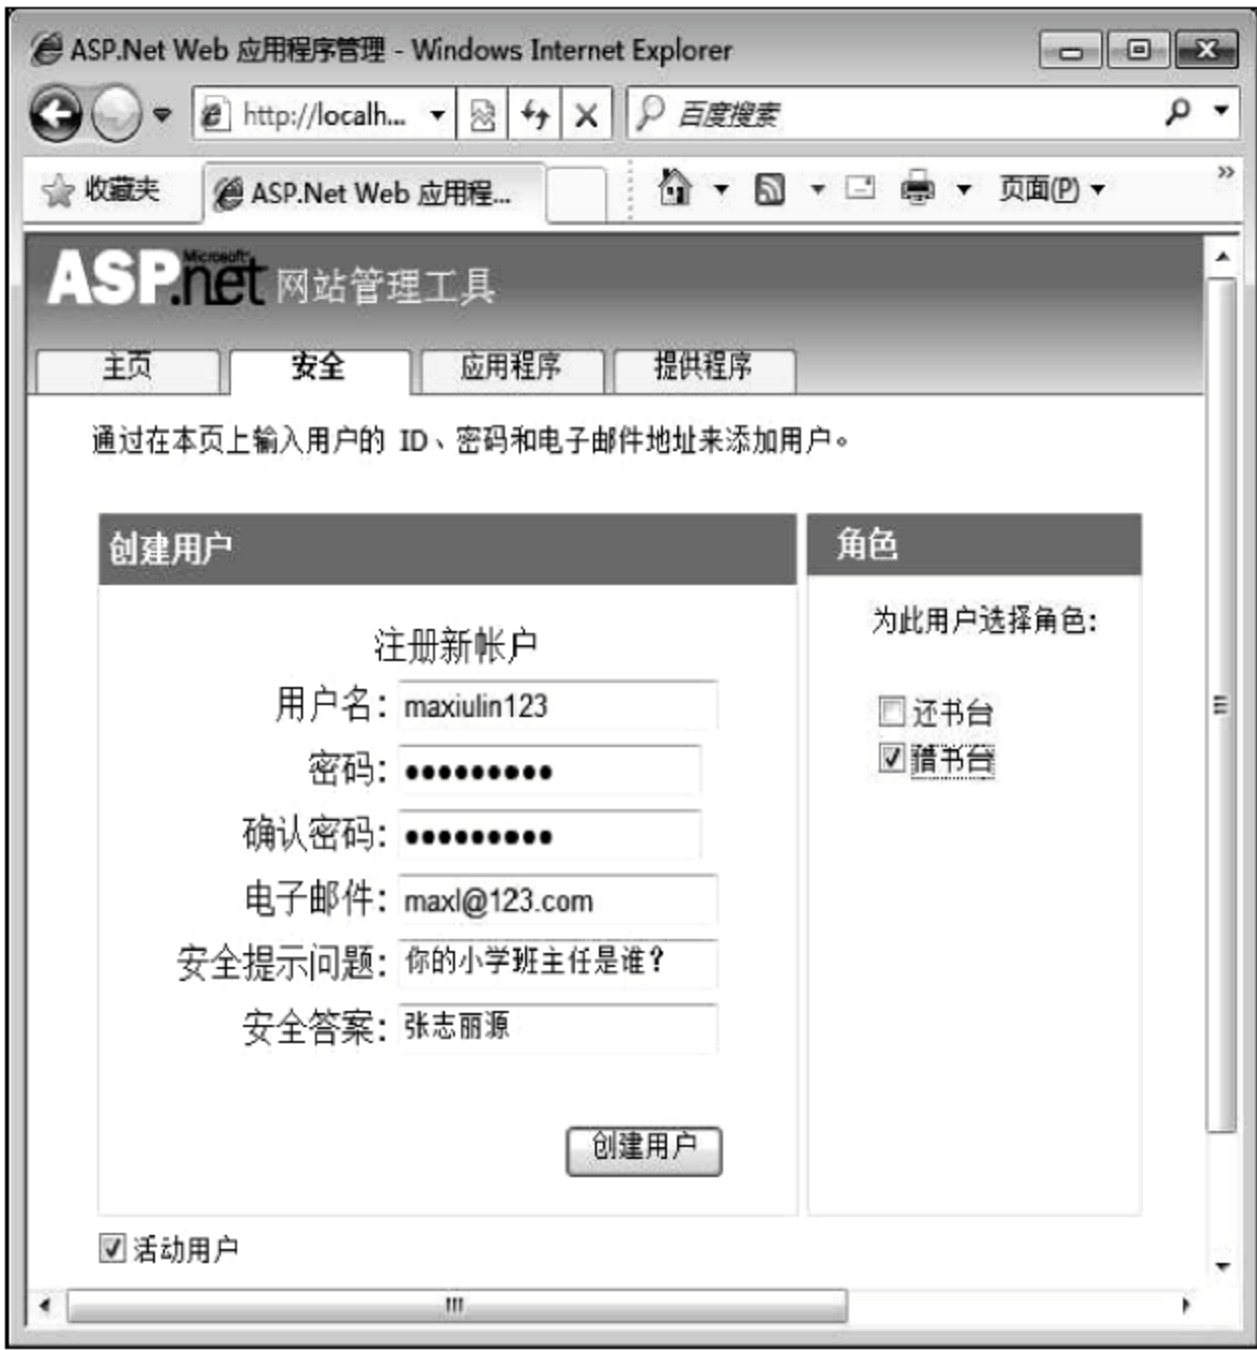 ASP.Net Web 应用程序管理 - Windows Internet Explorer
http://localh...
百度搜索
收藏夹
ASP.Net Web 应用程...
页面(P)
ASP.net Microsoft 网站管理工具
主页 安全 应用程序 提供程序
通过在本页上输入用户的 ID、密码和电子邮件地址来添加用户。
创建用户
注册新帐户
用户名: maxiulin123
密码: ●●●●●●●●●
确认密码: ●●●●●●●●●
电子邮件: maxl@123.com
安全提示问题: 你的小学班主任是谁?
安全答案: 张志丽源
创建用户
角色
为此用户选择角色:
还书台
借书台
活动用户